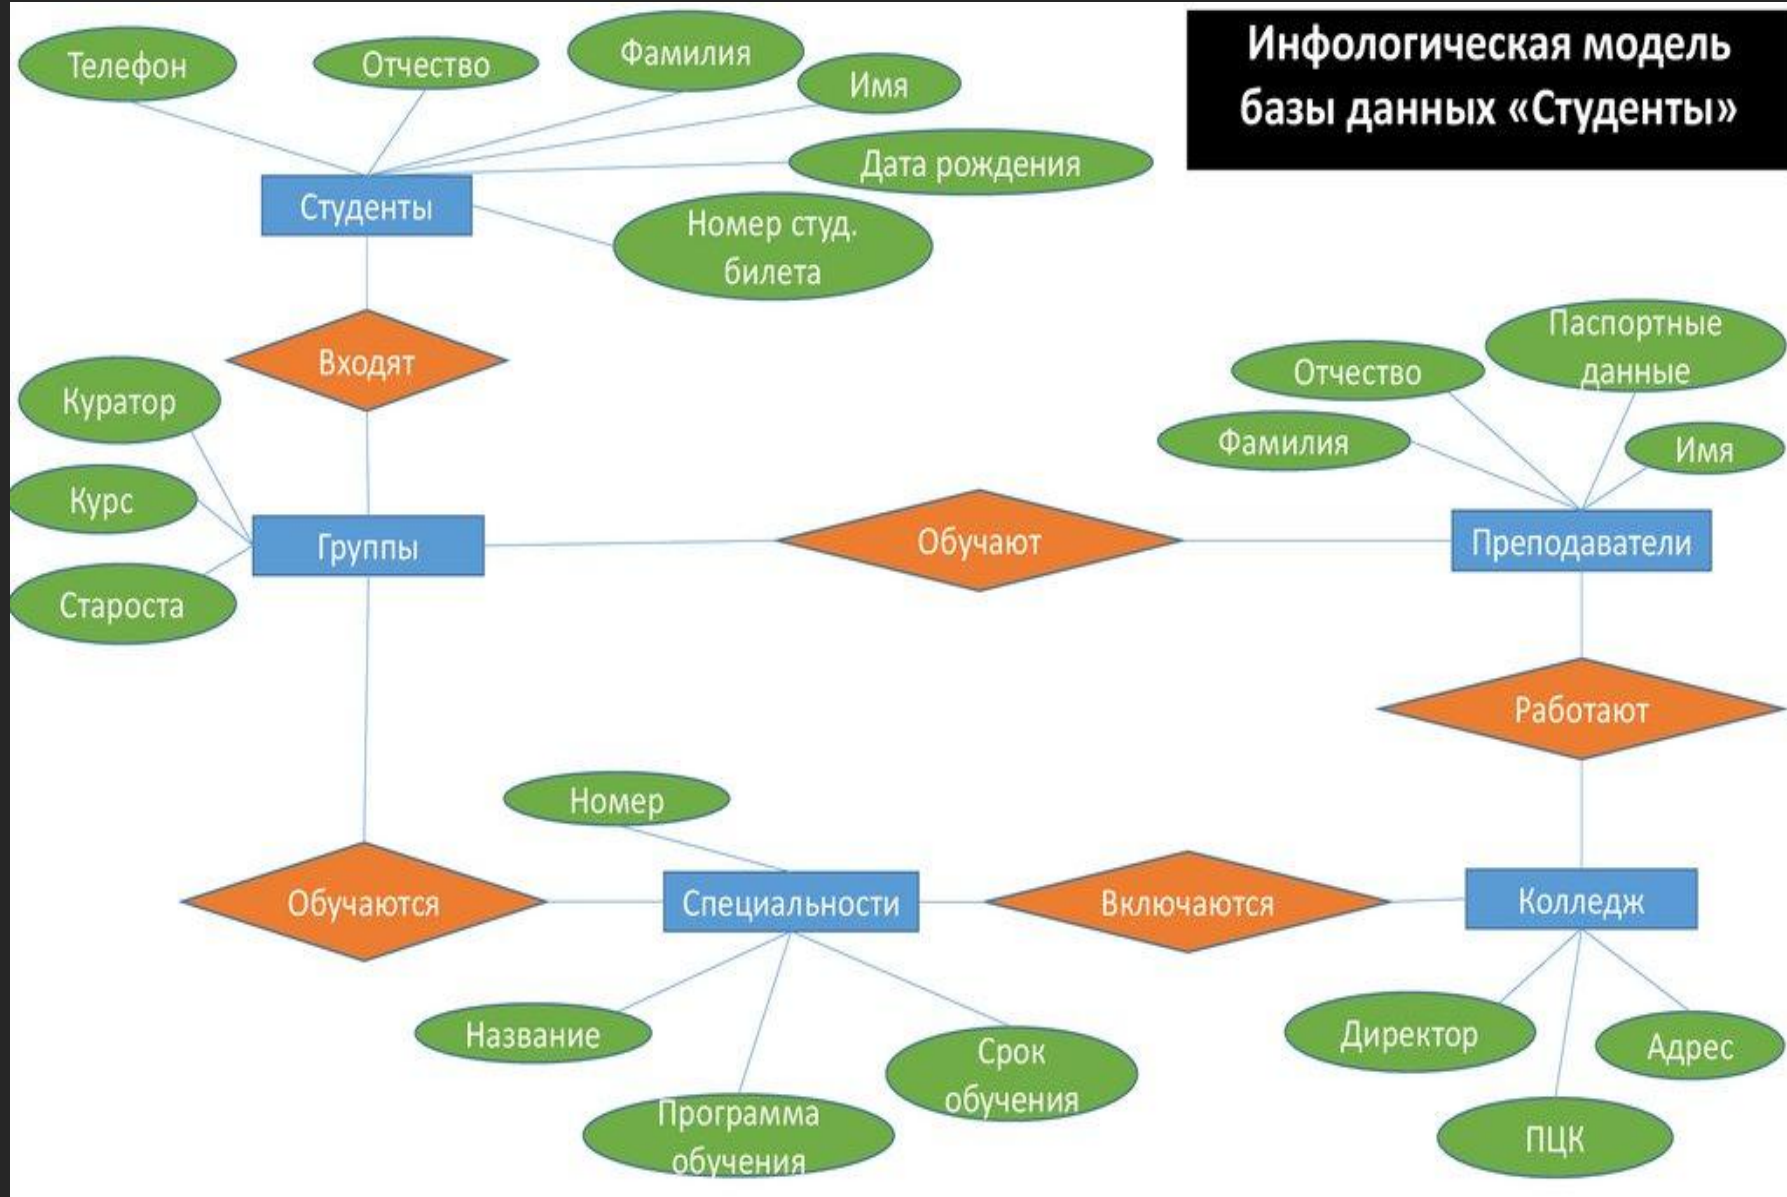 Инфологическая модель
базы данных «Студенты»
Телефон
Отчество
Фамилия
Имя
Дата рождения
Студенты
Номер студ.
билета
Входят
Куратор
Курс
Староста
Группы
Обучают
Паспортные
данные
Отчество
Фамилия
Имя
Преподаватели
Работают
Номер
Обучаются
Специальности
Включаются
Колледж
Название
Программа
обучения
Срок
обучения
Директор
Адрес
ПЦК